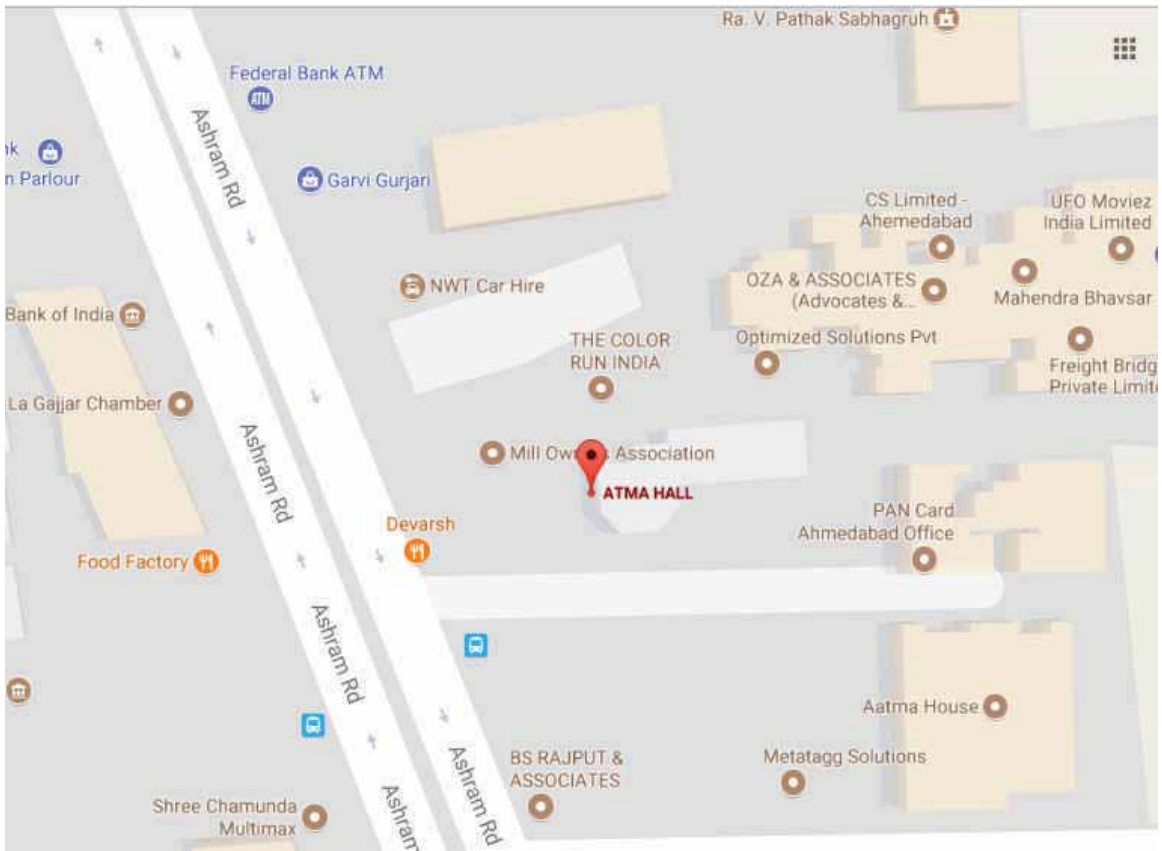 Ra. V. Pathak Sabhagruh
Federal Bank ATM
ATM
Ashram Rd
nk
n Parlour
Garvi Gurjari
CS Limited -
Ahemedabad
UFO Moviez
India Limited
NWT Car Hire
OZA & ASSOCIATES
(Advocates &...
Mahendra Bhavsar
Bank of India
THE COLOR
RUN INDIA
Optimized Solutions Pvt
Freight Bridg
Private Limite
La Gajjar Chamber
Ashram Rd
Mill Ow s Association
ATMA HALL
PAN Card
Ahmedabad Office
Devarsh
Food Factory
Ashram Rd
Aatma House
BS RAJPUT &
ASSOCIATES
Metatagg Solutions
Ashram Rd
Shree Chamunda
Multimax
Ashram